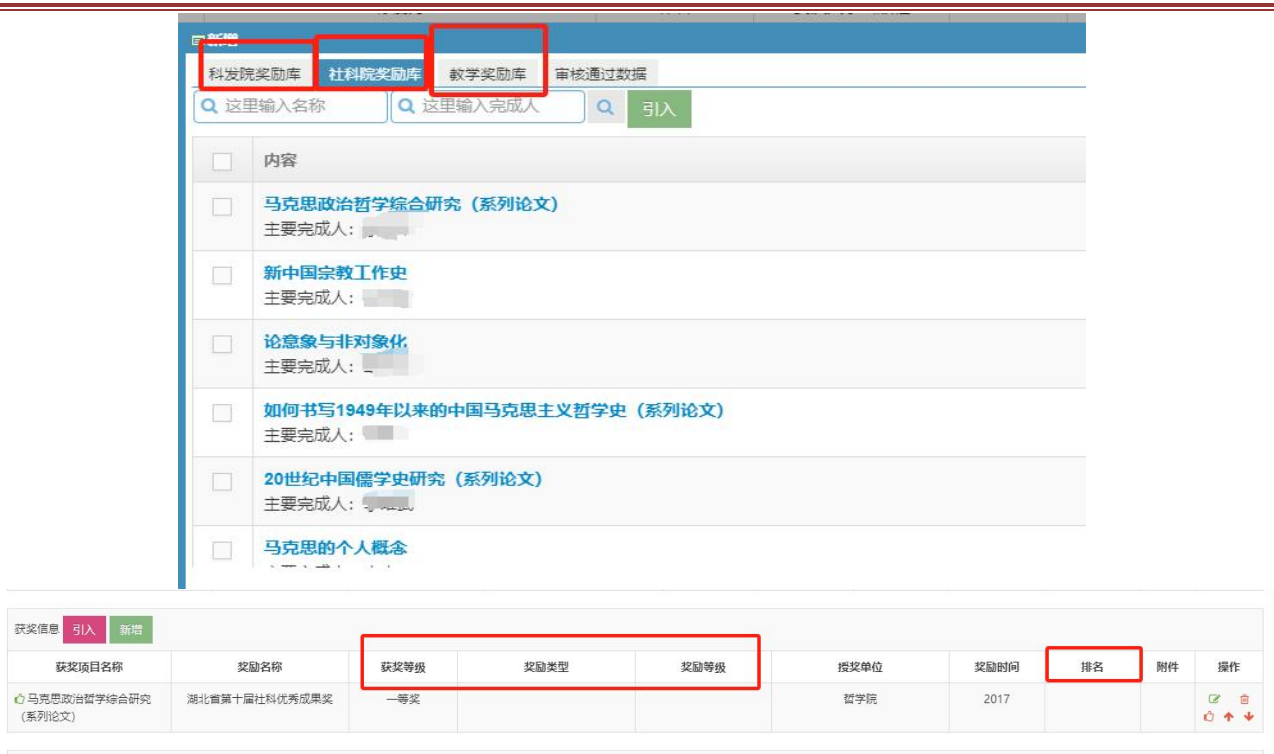 新增
科发院奖励库 社科院奖励库 教学奖励库 审核通过数据
这里输入名称 这里输入完成人 引入
内容
马克思政治哲学综合研究（系列论文）
主要完成人：
新中国宗教工作史
主要完成人：
论意象与非对象化
主要完成人：
如何书写1949年以来的中国马克思主义哲学史（系列论文）
主要完成人：
20世纪中国儒学史研究（系列论文）
主要完成人：
马克思的个人概念
获奖信息 引入 新增
获奖项目名称 奖励名称 获奖等级 奖励类型 奖励等级 授奖单位 奖励时间 排名 附件 操作
马克思政治哲学综合研究 湖北省第十届社科优秀成果奖 一等奖 哲学院 2017
（系列论文）